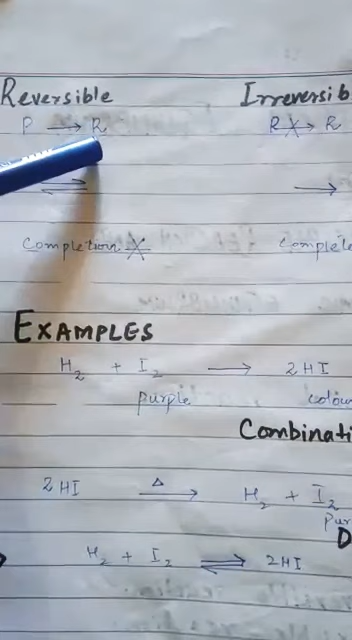 Reversible Irreversib
P → R R → R
⇌ →
Completion X Complete
EXAMPLES
H₂ + I₂ → 2HI
purple colou
Combinati
2HI Δ → H₂ + I₂
pur
D
H₂ + I₂ ⇌ 2HI